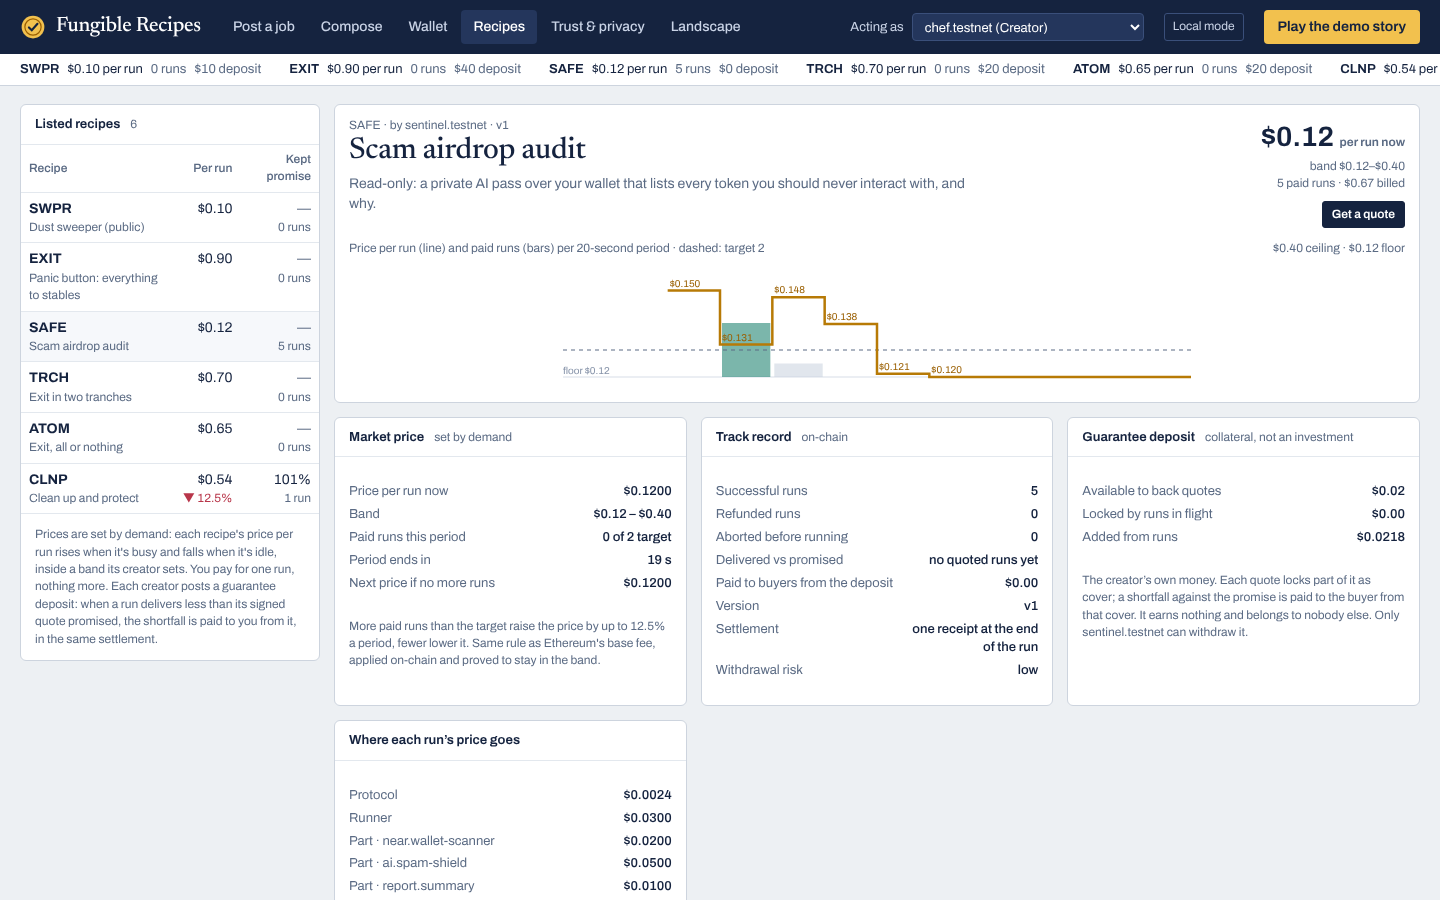 Fungible Recipes
Post a job
Compose
Wallet
Recipes
Trust & privacy
Landscape
Acting as
chef.testnet (Creator)
Local mode
Play the demo story
SWPR $0.10 per run 0 runs $10 deposit
EXIT $0.90 per run 0 runs $40 deposit
SAFE $0.12 per run 5 runs $0 deposit
TRCH $0.70 per run 0 runs $20 deposit
ATOM $0.65 per run 0 runs $20 deposit
CLNP $0.54 per
Listed recipes 6
Recipe Per run Kept
promise
SWPR $0.10 —
Dust sweeper (public) 0 runs
EXIT $0.90 —
Panic button: everything 0 runs
to stables
SAFE $0.12 —
Scam airdrop audit 5 runs
TRCH $0.70 —
Exit in two tranches 0 runs
ATOM $0.65 —
Exit, all or nothing 0 runs
CLNP $0.54 101%
Clean up and protect ▼ 12.5% 1 run
Prices are set by demand: each recipe's price per
run rises when it's busy and falls when it's idle,
inside a band its creator sets. You pay for one run,
nothing more. Each creator posts a guarantee
deposit: when a run delivers less than its signed
quote promised, the shortfall is paid to you from it,
in the same settlement.
SAFE · by sentinel.testnet · v1
Scam airdrop audit
Read-only: a private AI pass over your wallet that lists every token you should never interact with, and
why.
$0.12 per run now
band $0.12–$0.40
5 paid runs · $0.67 billed
Get a quote
Price per run (line) and paid runs (bars) per 20-second period · dashed: target 2
$0.40 ceiling · $0.12 floor
$0.150
$0.131
$0.148
$0.138
$0.121
$0.120
floor $0.12
Market price set by demand
Price per run now $0.1200
Band $0.12 – $0.40
Paid runs this period 0 of 2 target
Period ends in 19 s
Next price if no more runs $0.1200
More paid runs than the target raise the price by up to 12.5%
a period, fewer lower it. Same rule as Ethereum's base fee,
applied on-chain and proved to stay in the band.
Track record on-chain
Successful runs 5
Refunded runs 0
Aborted before running 0
Delivered vs promised no quoted runs yet
Paid to buyers from the deposit $0.00
Version v1
Settlement one receipt at the end
of the run
Withdrawal risk low
Guarantee deposit collateral, not an investment
Available to back quotes $0.02
Locked by runs in flight $0.00
Added from runs $0.0218
The creator’s own money. Each quote locks part of it as
cover; a shortfall against the promise is paid to the buyer from
that cover. It earns nothing and belongs to nobody else. Only
sentinel.testnet can withdraw it.
Where each run’s price goes
Protocol $0.0024
Runner $0.0300
Part · near.wallet-scanner $0.0200
Part · ai.spam-shield $0.0500
Part · report.summary $0.0100